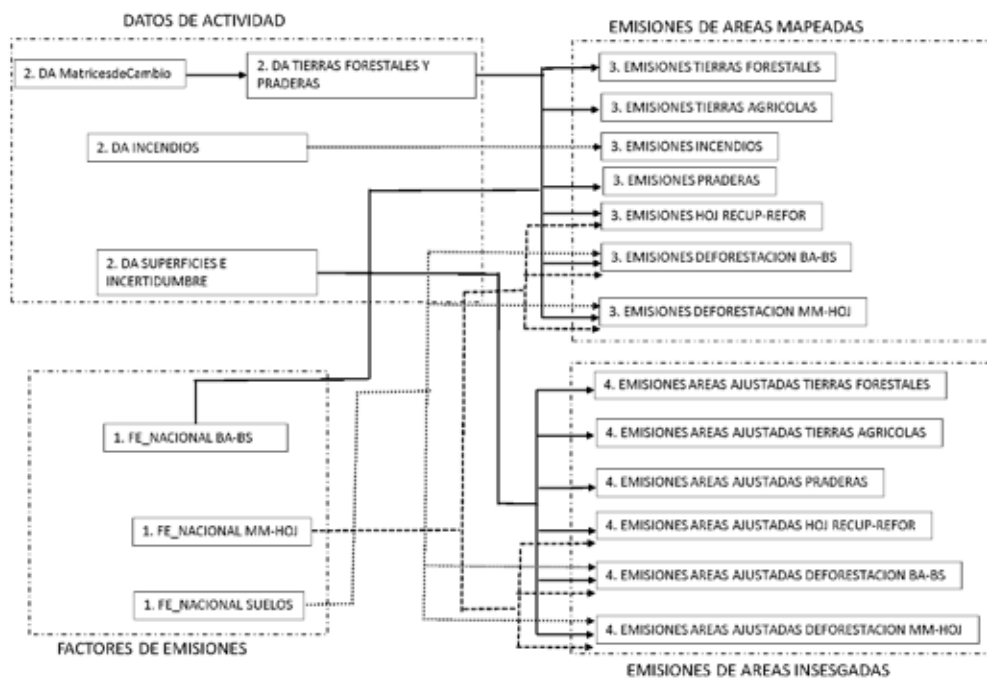 DATOS DE ACTIVIDAD
2. DA MatricesdeCambio
2. DA TIERRAS FORESTALES Y
PRADERAS
2. DA INCENDIOS
2. DA SUPERFICIES E
INCERTIDUMBRE
1. FE_NACIONAL BA-BS
1. FE_NACIONAL MM-HOJ
1. FE_NACIONAL SUELOS
FACTORES DE EMISIONES
EMISIONES DE AREAS MAPEADAS
3. EMISIONES TIERRAS FORESTALES
3. EMISIONES TIERRAS AGRICOLAS
3. EMISIONES INCENDIOS
3. EMISIONES PRADERAS
3. EMISIONES HOJ RECUP-REFOR
3. EMISIONES DEFORESTACION BA-BS
3. EMISIONES DEFORESTACION MM-HOJ
4. EMISIONES AREAS AJUSTADAS TIERRAS FORESTALES
4. EMISIONES AREAS AJUSTADAS TIERRAS AGRICOLAS
4. EMISIONES AREAS AJUSTADAS PRADERAS
4. EMISIONES AREAS AJUSTADAS HOJ RECUP-REFOR
4. EMISIONES AREAS AJUSTADAS DEFORESTACION BA-BS
4. EMISIONES AREAS AJUSTADAS DEFORESTACION MM-HOJ
EMISIONES DE AREAS INSESGADAS